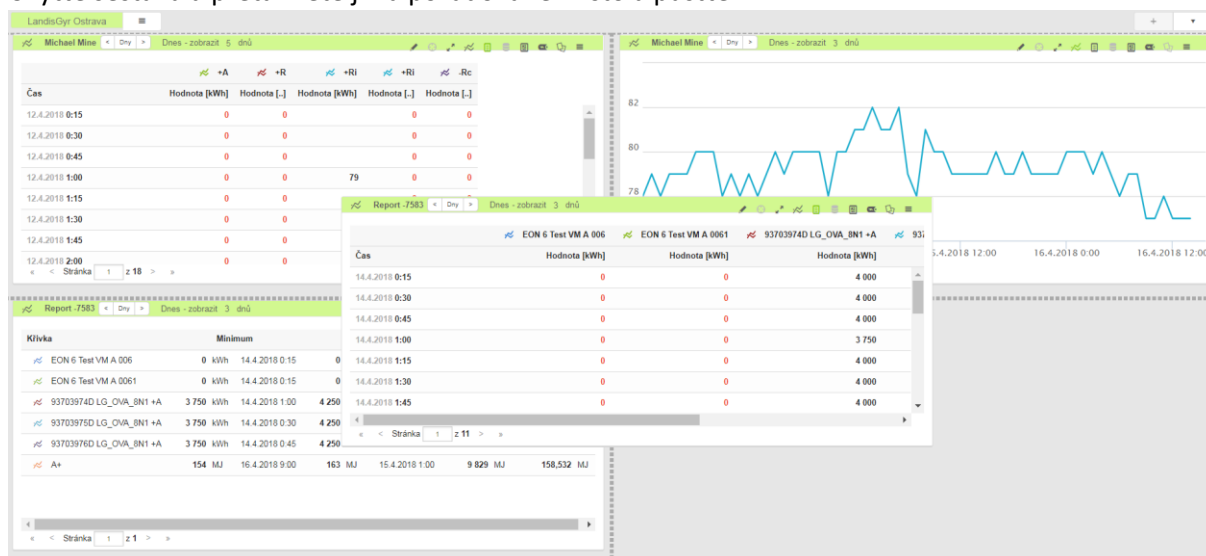 LandisGyr Ostrava
Michael Mine < Dny > Dnes - zobrazit 5 dnů
+A +R +Ri +Ri -Rc
Čas Hodnota [kWh] Hodnota [..] Hodnota [kWh] Hodnota [..] Hodnota [..]
12.4.2018 0:15 0 0 0 0
12.4.2018 0:30 0 0 0 0
12.4.2018 0:45 0 0 0 0
12.4.2018 1:00 0 0 79 0 0
12.4.2018 1:15 0 0
12.4.2018 1:30 0 0
12.4.2018 1:45 0 0
12.4.2018 2:00 0 0
« < Stránka 1 z 18 > »
Michael Mine < Dny > Dnes - zobrazit 3 dnů
82
80
78
16.4.2018 0:00 16.4.2018 12:00
Report -7583 < Dny > Dnes - zobrazit 3 dnů
EON 6 Test VM A 006 EON 6 Test VM A 0061 93703974D LG_OVA_8N1 +A 937
Čas Hodnota [kWh] Hodnota [kWh] Hodnota [kWh]
14.4.2018 0:15 0 0 4 000
14.4.2018 0:30 0 0 4 000
14.4.2018 0:45 0 0 4 000
14.4.2018 1:00 0 0 3 750
14.4.2018 1:15 0 0 4 000
14.4.2018 1:30 0 0 4 000
14.4.2018 1:45 0 0 4 000
« < Stránka 1 z 11 > »
Report -7583 < Dny > Dnes - zobrazit 3 dnů
Křivka Minimum
EON 6 Test VM A 006 0 kWh 14.4.2018 0:15 0
EON 6 Test VM A 0061 0 kWh 14.4.2018 0:15 0
93703974D LG_OVA_8N1 +A 3 750 kWh 14.4.2018 1:00 4 250
93703975D LG_OVA_8N1 +A 3 750 kWh 14.4.2018 0:30 4 250
93703976D LG_OVA_8N1 +A 3 750 kWh 14.4.2018 0:45 4 250
A+ 154 MJ 16.4.2018 9:00 163 MJ 15.4.2018 1:00 9 829 MJ 158,532 MJ
« < Stránka 1 z 1 > »